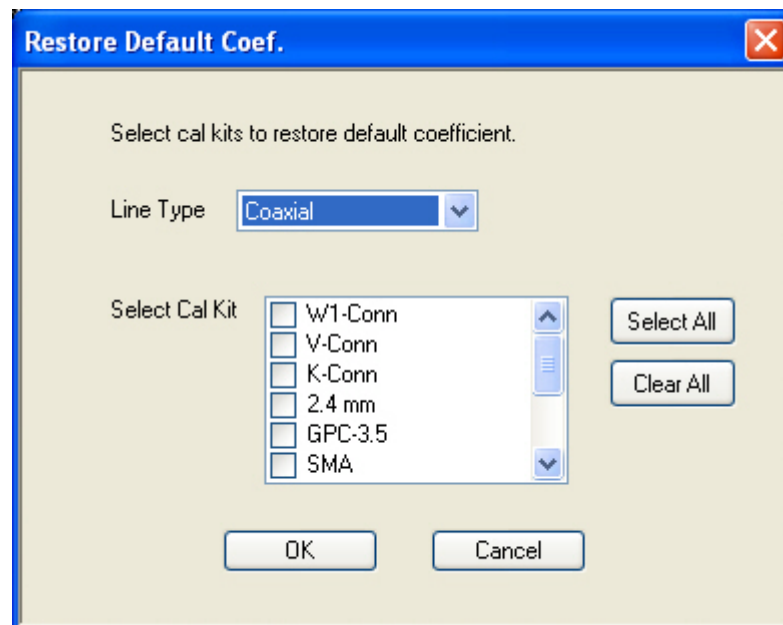 Restore Default Coef.
Select cal kits to restore default coefficient.
Line Type Coaxial
Select Cal Kit
W1-Conn
V-Conn
K-Conn
2.4 mm
GPC-3.5
SMA
Select All
Clear All
OK Cancel